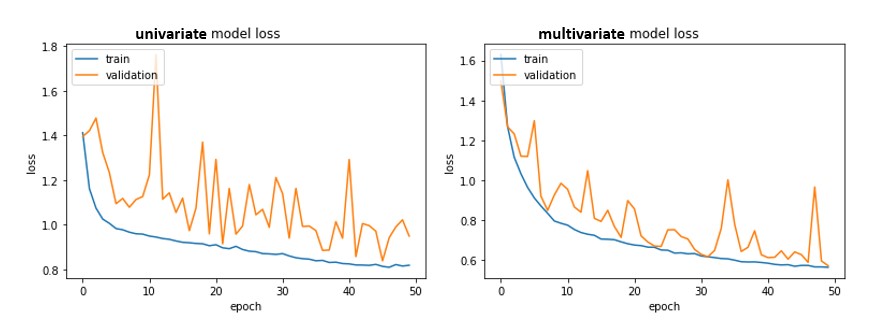 univariate model loss
train
validation
1.8
1.6
1.4
1.2
1.0
0.8
loss
0 10 20 30 40 50
epoch
multivariate model loss
train
validation
1.6
1.4
1.2
1.0
0.8
0.6
loss
0 10 20 30 40 50
epoch